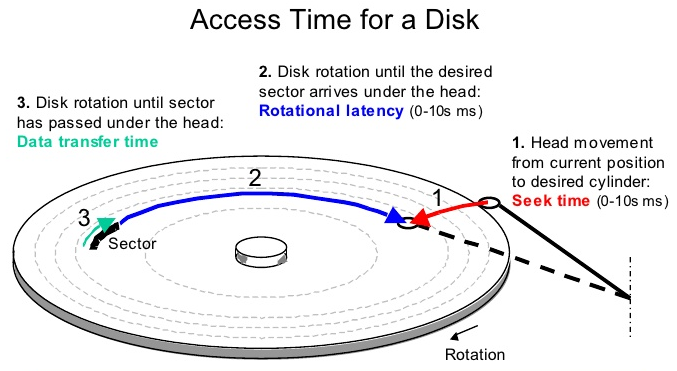 Access Time for a Disk
2. Disk rotation until the desired
sector arrives under the head:
Rotational latency (0-10s ms)
3. Disk rotation until sector
has passed under the head:
Data transfer time
1. Head movement
from current position
to desired cylinder:
Seek time (0-10s ms)
2
1
3
Sector
Rotation